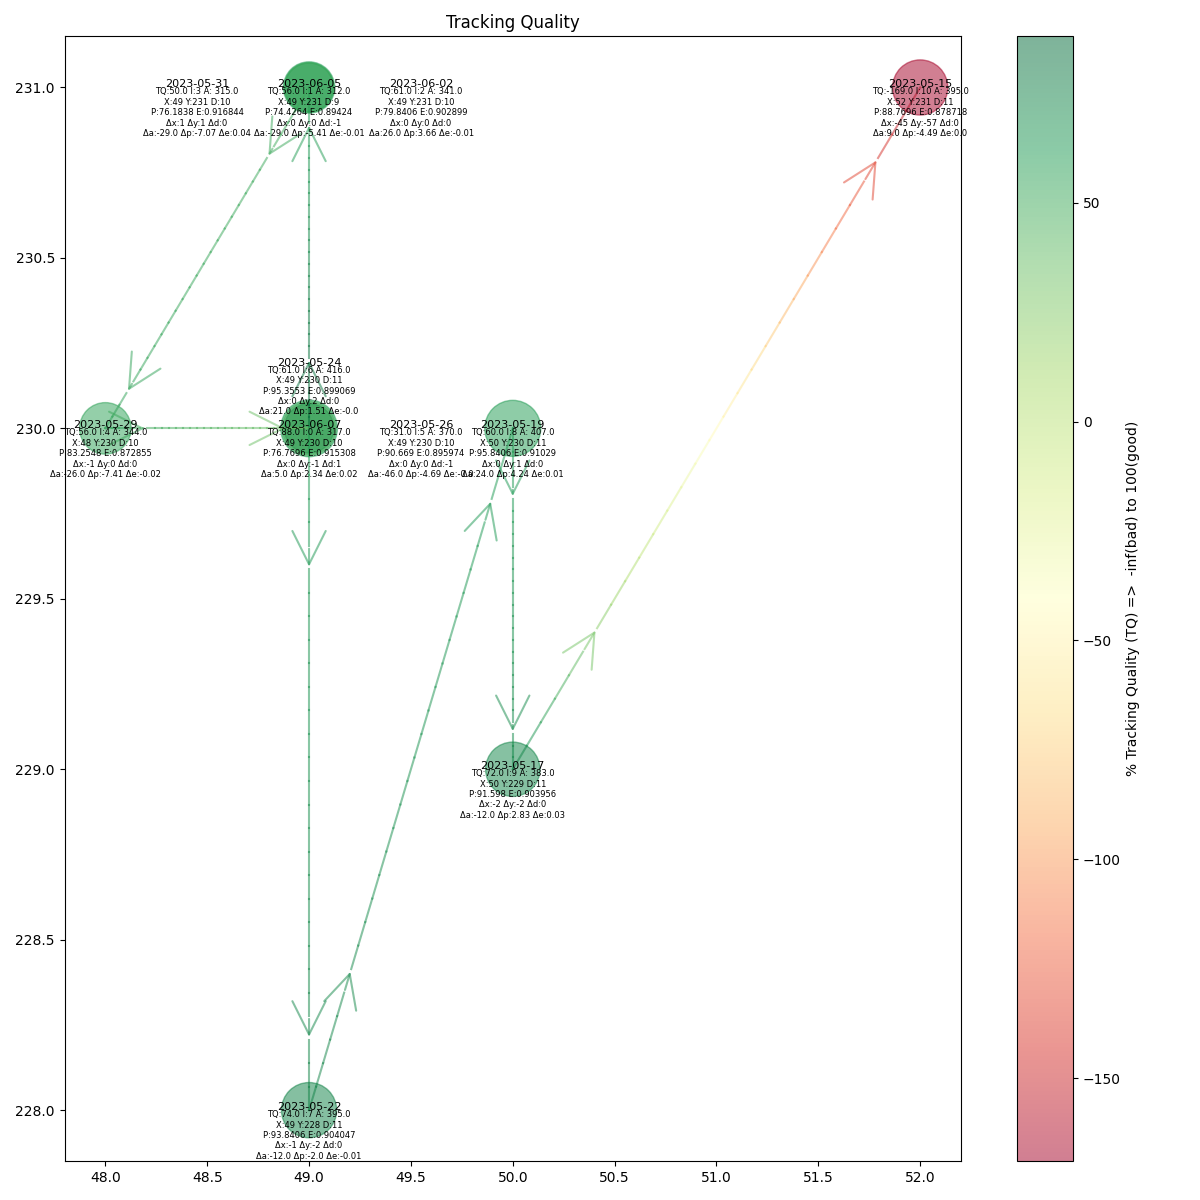 Tracking Quality
231.0
230.5
230.0
229.5
229.0
228.5
228.0
2023-05-31
TQ:50.0 I:3 A: 315.0
X:49 Y:231 D:10
P:76.1838 E:0.916844
Δx:1 Δy:1 Δd:0
Δa:-29.0 Δp:-7.07 Δe:0.04
2023-06-05
TQ:56.0 I:1 A: 312.0
X:49 Y:231 D:9
P:74.4264 E:0.89424
Δx:0 Δy:0 Δd:-1
Δa:-29.0 Δp:-5.41 Δe:-0.01
2023-06-02
TQ:61.0 I:2 A: 341.0
X:49 Y:231 D:10
P:79.8406 E:0.902899
Δx:0 Δy:0 Δd:0
Δa:26.0 Δp:3.66 Δe:-0.01
2023-05-15
TQ:-169.0 I:10 A: 395.0
X:52 Y:231 D:11
P:88.7696 E:0.878718
Δx:-45 Δy:-57 Δd:0
Δa:9.0 Δp:-4.49 Δe:0.0
2023-05-24
TQ:61.0 I:6 A: 416.0
X:49 Y:230 D:11
P:95.3553 E:0.899069
Δx:0 Δy:2 Δd:0
Δa:21.0 Δp:1.51 Δe:-0.0
2023-05-29
TQ:56.0 I:4 A: 344.0
X:48 Y:230 D:10
P:83.2548 E:0.872855
Δx:-1 Δy:0 Δd:0
Δa:-26.0 Δp:-7.41 Δe:-0.02
2023-06-07
TQ:88.0 I:0 A: 317.0
X:49 Y:230 D:10
P:76.7696 E:0.915308
Δx:0 Δy:-1 Δd:1
Δa:5.0 Δp:2.34 Δe:0.02
2023-05-26
TQ:31.0 I:5 A: 370.0
X:49 Y:230 D:10
P:90.669 E:0.895974
Δx:0 Δy:0 Δd:-1
Δa:-46.0 Δp:-4.69
2023-05-19
TQ:60.0 I:8 A: 407.0
X:50 Y:230 D:11
P:95.8406 E:0.91029
Δx:0 Δy:1 Δd:0
Δa:24.0 Δp:4.24 Δe:0.01
2023-05-17
TQ:72.0 I:9 A: 383.0
X:50 Y:229 D:11
P:91.598 E:0.903956
Δx:-2 Δy:-2 Δd:0
Δa:-12.0 Δp:2.83 Δe:0.03
2023-05-22
TQ:74.0 I:7 A: 395.0
X:49 Y:228 D:11
P:93.8406 E:0.904047
Δx:-1 Δy:-2 Δd:0
Δa:-12.0 Δp:-2.0 Δe:-0.01
48.0
48.5
49.0
49.5
50.0
50.5
51.0
51.5
52.0
50
0
−50
−100
−150
% Tracking Quality (TQ) =>  -inf(bad) to 100(good)